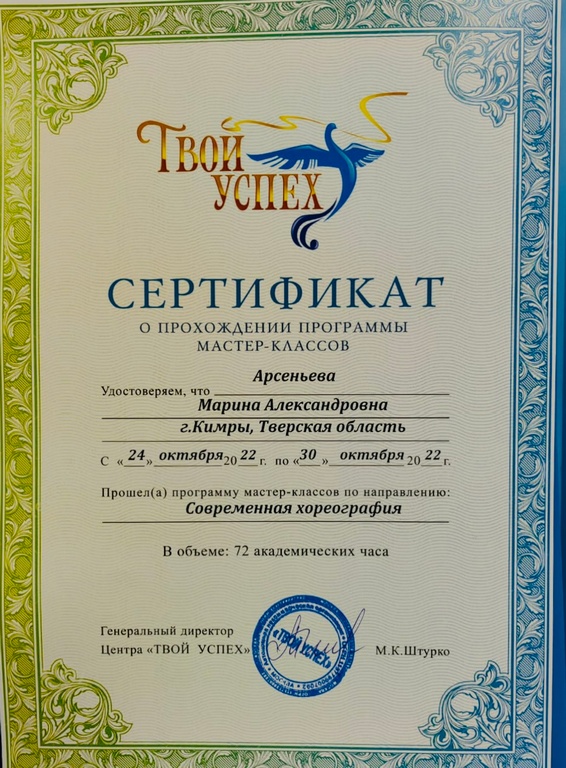 ТВОЙ
УСПЕХ
СЕРТИФИКАТ
О ПРОХОЖДЕНИИ ПРОГРАММЫ
МАСТЕР-КЛАССОВ
Арсеньева
Удостоверяем, что
Марина Александровна
г.Кимры, Тверская область
С «24» октября 2022 г. по «30» октября 2022 г.
Прошел(а) программу мастер-классов по направлению:
Современная хореография
В объеме: 72 академических часа
Генеральный директор
Центра «ТВОЙ УСПЕХ» М.К.Штурко
«ТВОЙ УСПЕХ»